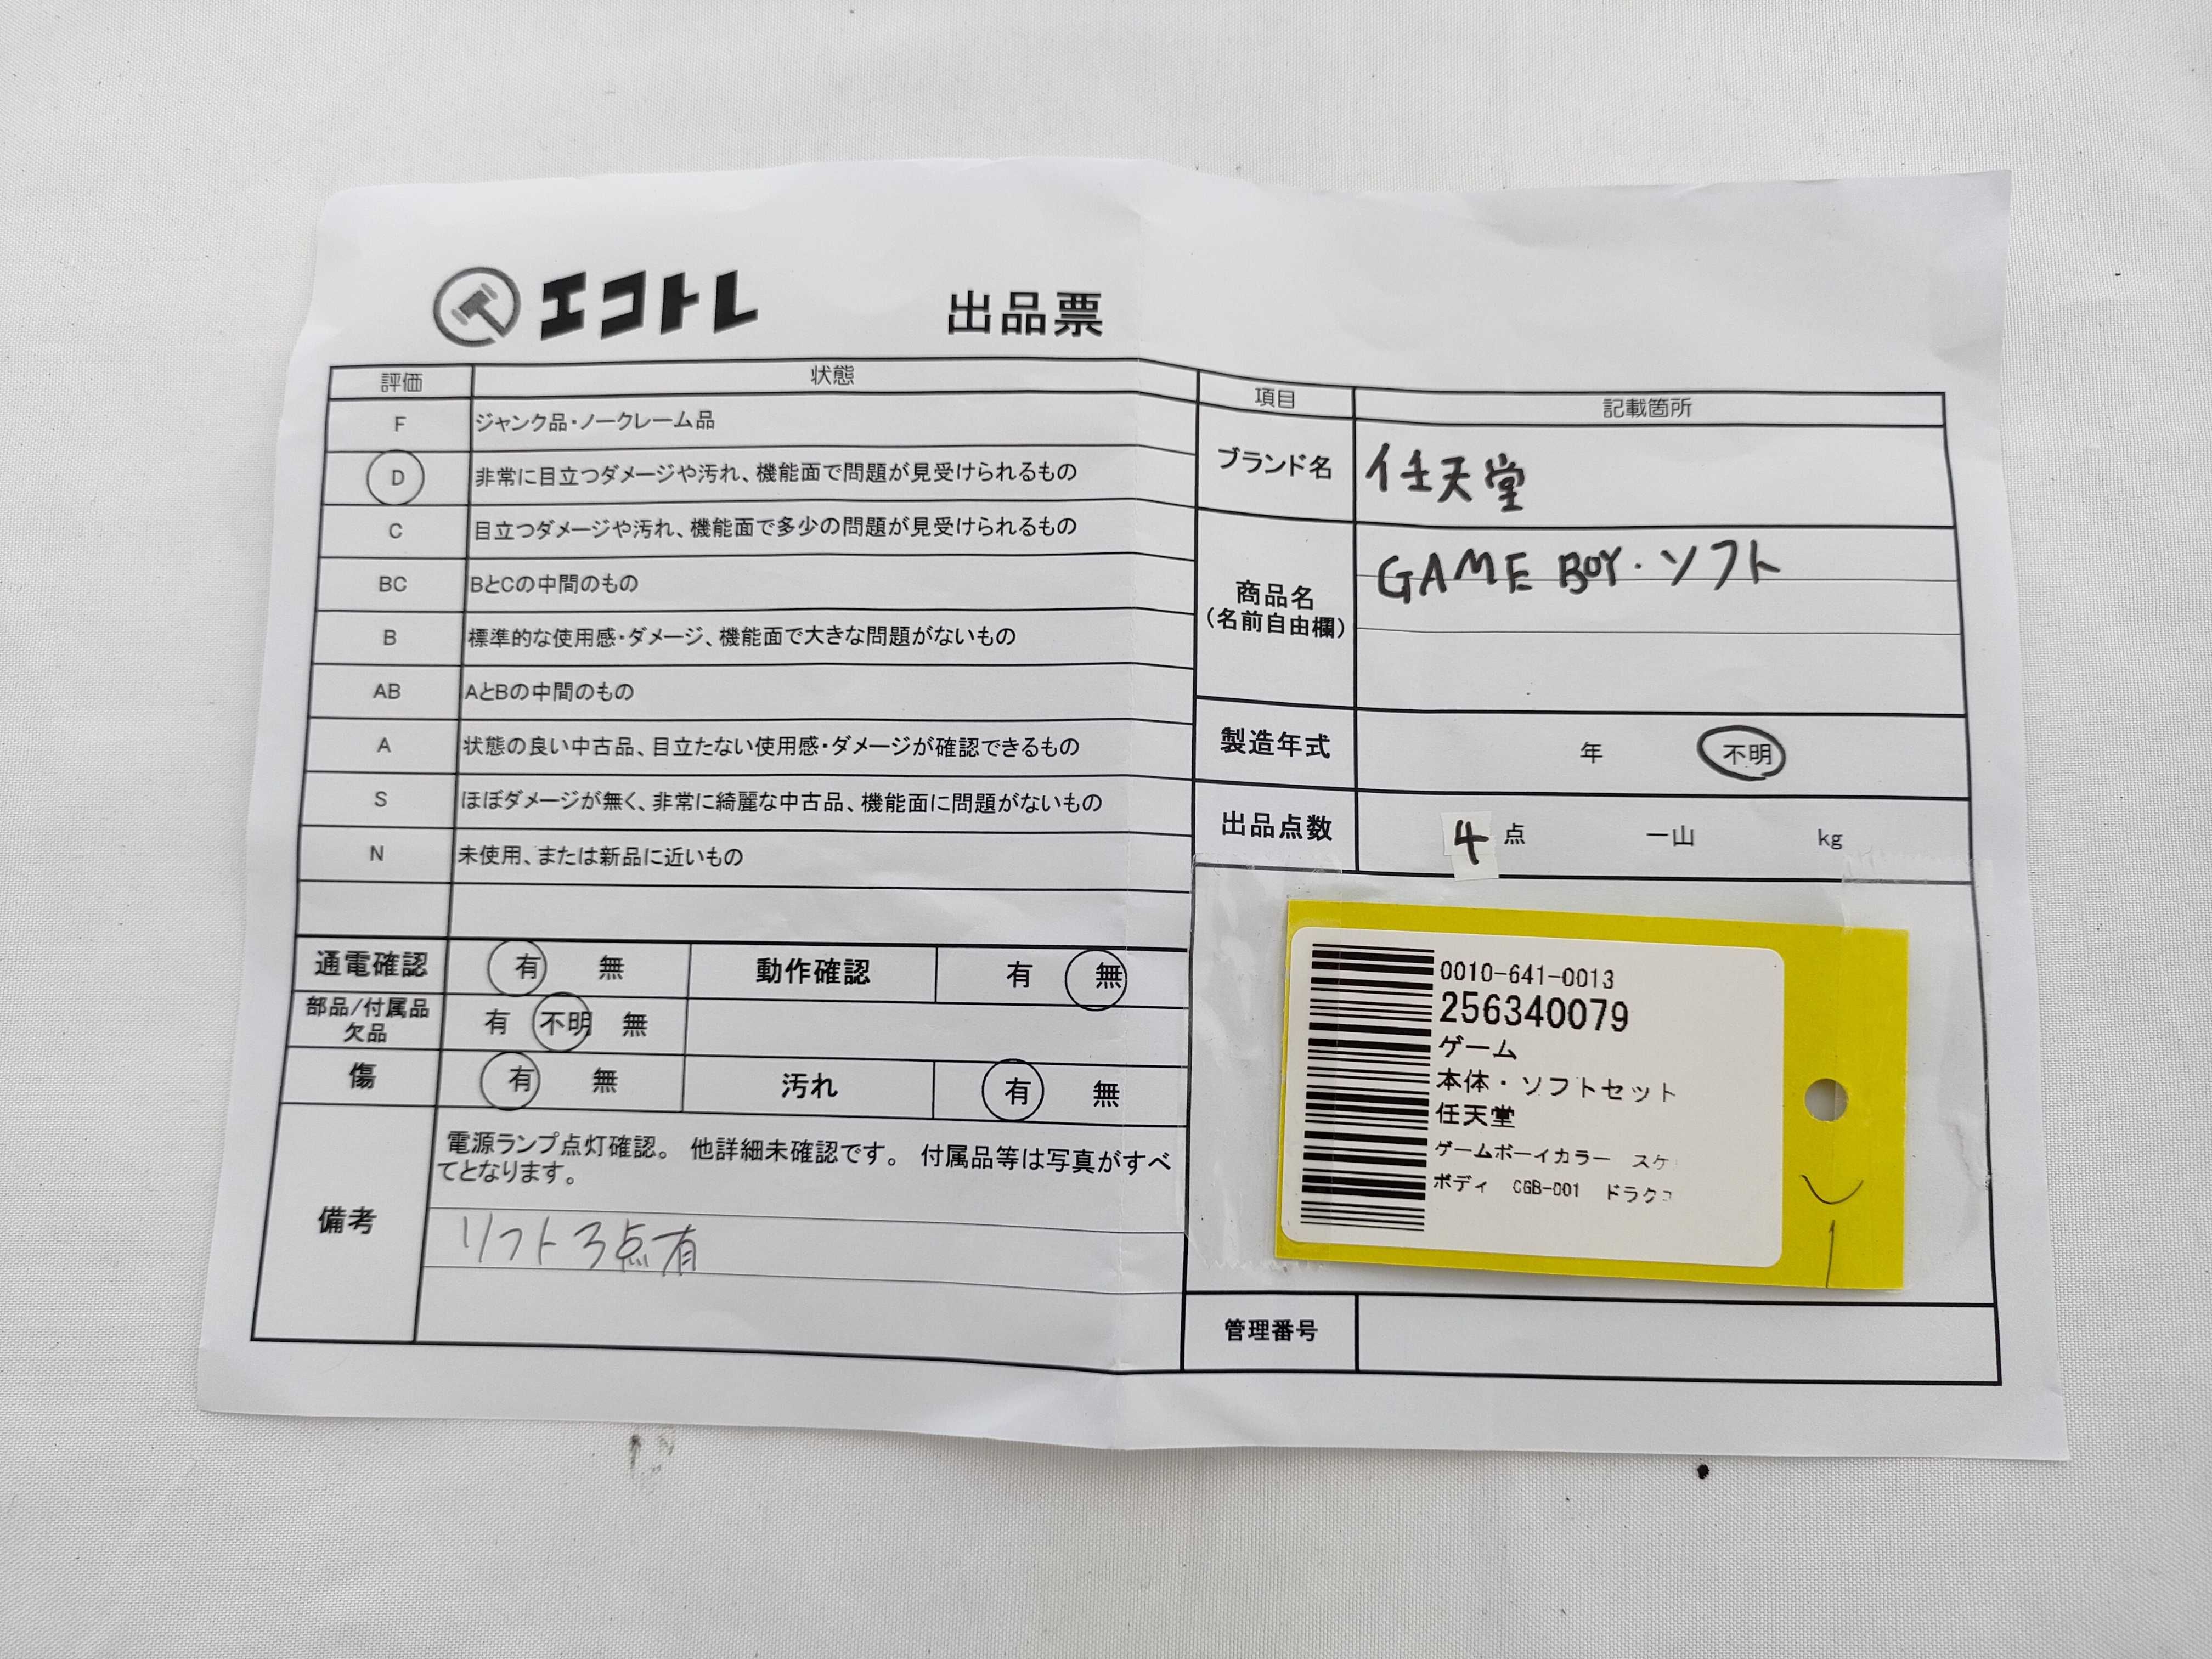 エコトレ 出品票
評価 状態
F ジャンク品・ノークレーム品
D 非常に目立つダメージや汚れ、機能面で問題が見受けられるもの
C 目立つダメージや汚れ、機能面で多少の問題が見受けられるもの
BC BとCの中間のもの
B 標準的な使用感・ダメージ、機能面で大きな問題がないもの
AB AとBの中間のもの
A 状態の良い中古品、目立たない使用感・ダメージが確認できるもの
S ほぼダメージが無く、非常に綺麗な中古品、機能面に問題がないもの
N 未使用、または新品に近いもの
通電確認 有 無 動作確認 有 無
部品/付属品
欠品 有 不明 無
傷 有 無 汚れ 有 無
備考
電源ランプ点灯確認。 他詳細未確認です。 付属品等は写真がすべ
てとなります。
ソフト3点有
項目 記載箇所
ブランド名 任天堂
商品名
(名前自由欄)
GAME BOY・ソフト
製造年式 年 不明
出品点数 4点 一山 kg
0010-641-0013
256340079
ゲーム
本体・ソフトセット
任天堂
ゲームボーイカラー スケ
ボディ CGB-001 ドラクコ
管理番号